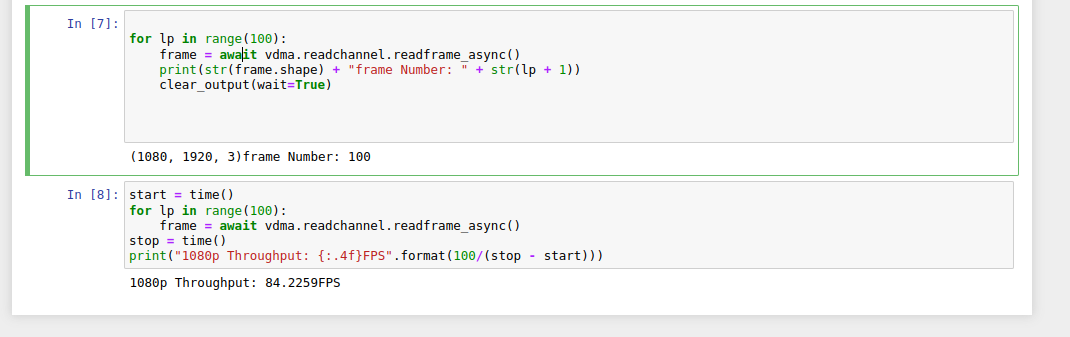 In [7]:
for lp in range(100):
    frame = await vdma.readchannel.readframe_async()
    print(str(frame.shape) + "frame Number: " + str(lp + 1))
    clear_output(wait=True)
(1080, 1920, 3)frame Number: 100
In [8]: start = time()
for lp in range(100):
    frame = await vdma.readchannel.readframe_async()
stop = time()
print("1080p Throughput: {:.4f}FPS".format(100/(stop - start)))
1080p Throughput: 84.2259FPS